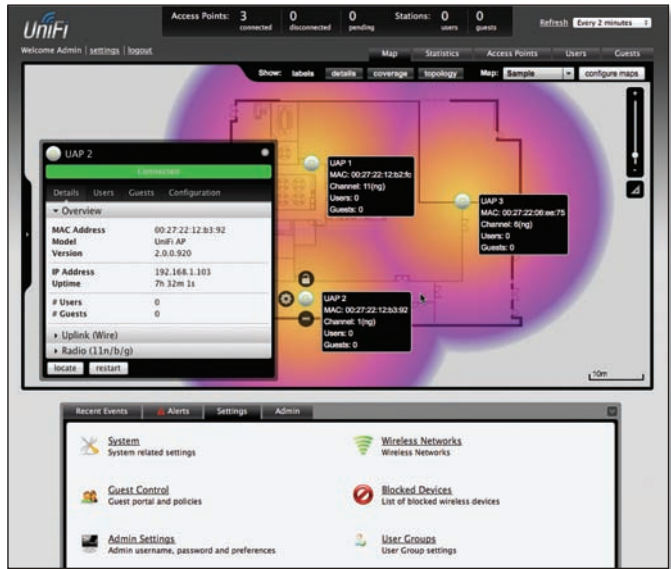 UniFi
Access Points: 3 connected 0 disconnected 0 pending Stations: 0 users 0 guests
Refresh Every 2 minutes
Welcome Admin | settings | logout
Map Statistics Access Points Users Guests
Show: labels details coverage topology Map: Sample configure maps
UAP 2
Connected
Details Users Guests Configuration
Overview
MAC Address 00:27:22:12:b3:92
Model UniFi AP
Version 2.0.0.920
IP Address 192.168.1.103
Uptime 7h 32m 1s
# Users 0
# Guests 0
Uplink (Wire)
Radio (11n/b/g)
locate restart
UAP 1
MAC: 00:27:22:12:b2:fc
Channel: 11(ng)
Users: 0
Guests: 0
UAP 3
MAC: 00:27:22:06:ee:75
Channel: 6(ng)
Users: 0
Guests: 0
UAP 2
MAC: 00:27:22:12:b3:92
Channel: 1(ng)
Users: 0
Guests: 0
10m
Recent Events Alerts Settings Admin
System
System related settings
Wireless Networks
Wireless Networks
Guest Control
Guest portal and policies
Blocked Devices
List of blocked wireless devices
Admin Settings
Admin username, password and preferences
User Groups
User Group settings